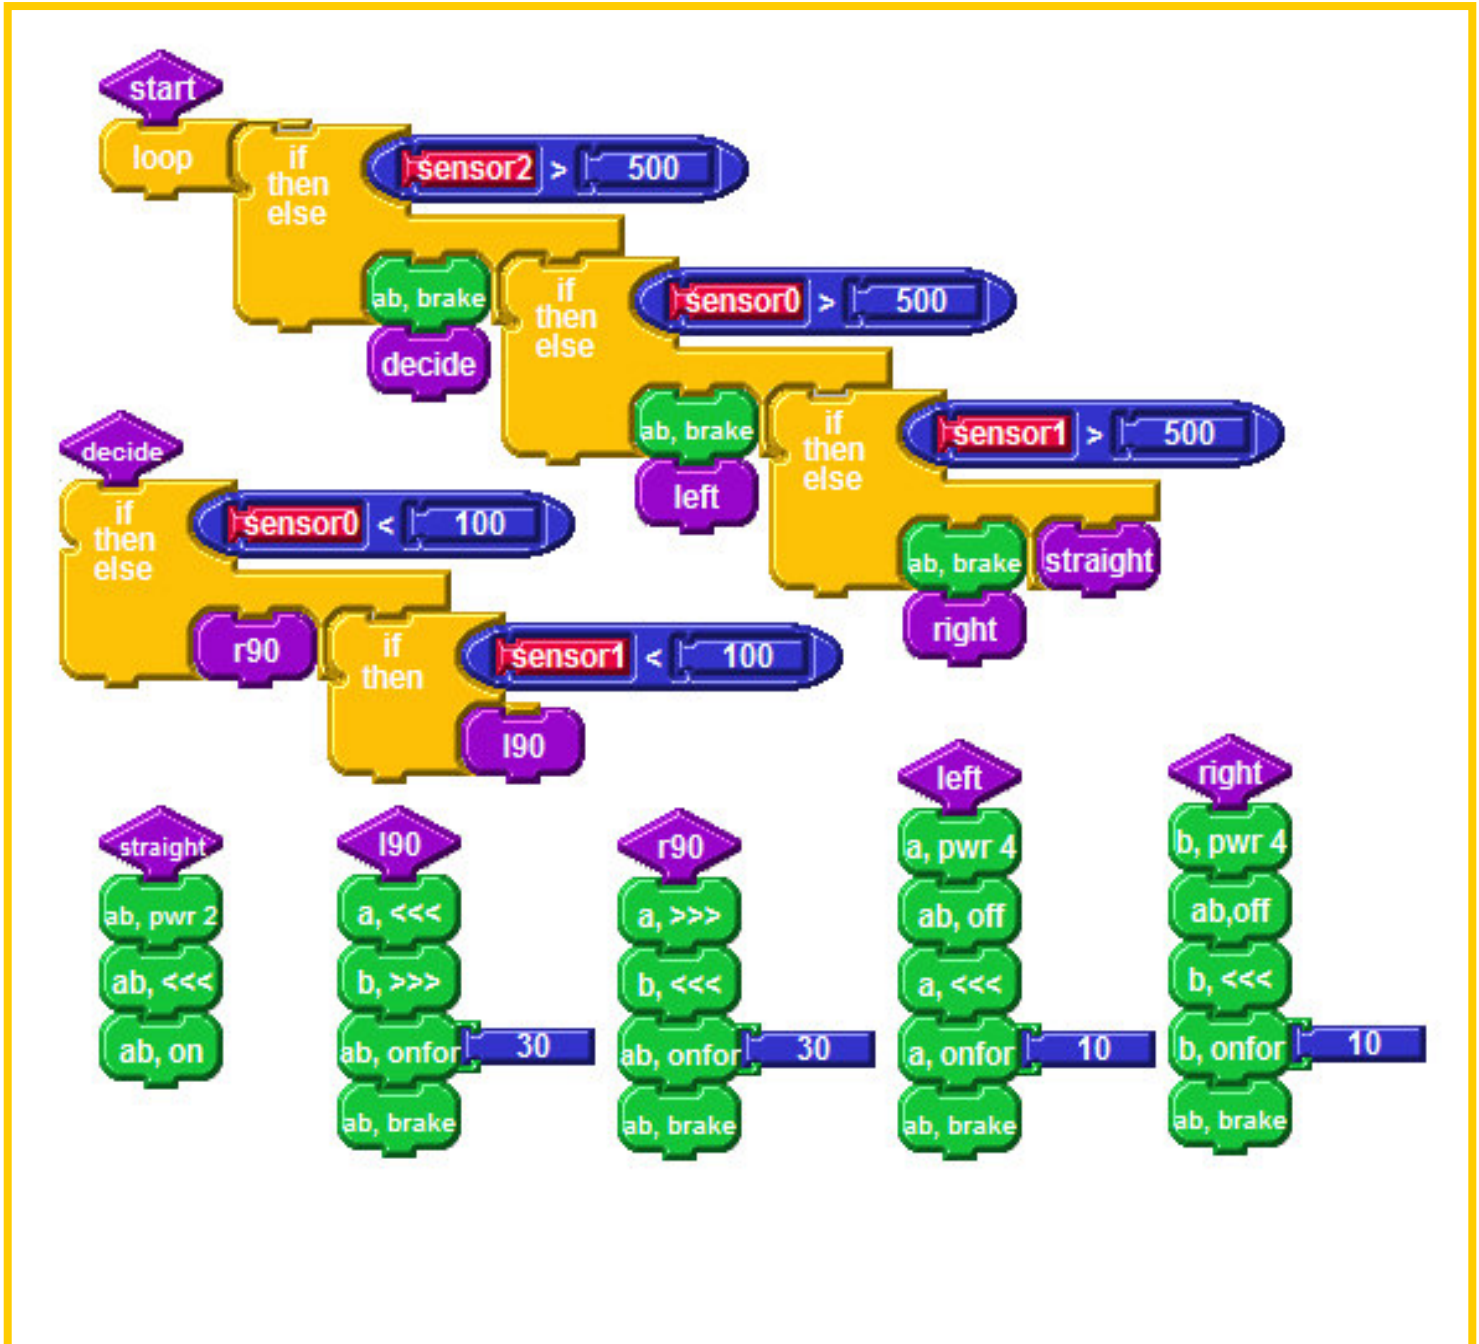 start
loop
if
then
else
sensor2 > 500
ab, brake
decide
if
then
else
sensor0 > 500
ab, brake
left
if
then
else
sensor1 > 500
ab, brake
right
straight
decide
if
then
else
sensor0 < 100
r90
if
then
sensor1 < 100
l90
straight
ab, pwr 2
ab, <<<
ab, on
l90
a, <<<
b, >>>
ab, onfor 30
ab, brake
r90
a, >>>
b, <<<
ab, onfor 30
ab, brake
left
a, pwr 4
ab, off
a, <<<
a, onfor 10
ab, brake
right
b, pwr 4
ab,off
b, <<<
b, onfor 10
ab, brake